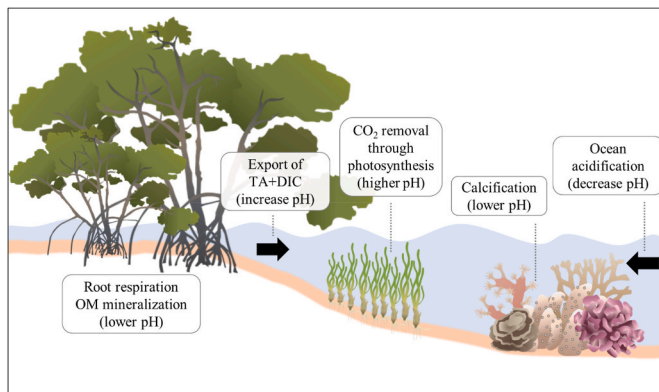 Export of
TA+DIC
(increase pH)
CO₂ removal
through
photosynthesis
(higher pH)
Calcification
(lower pH)
Ocean
acidification
(decrease pH)
Root respiration
OM mineralization
(lower pH)